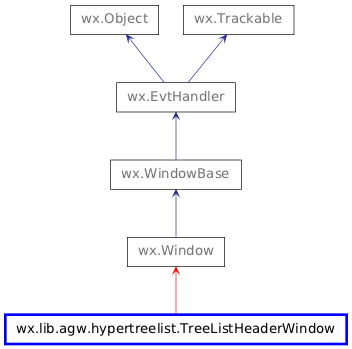 wx.Object
wx.Trackable
wx.EvtHandler
wx.WindowBase
wx.Window
wx.lib.agw.hypertreelist.TreeListHeaderWindow